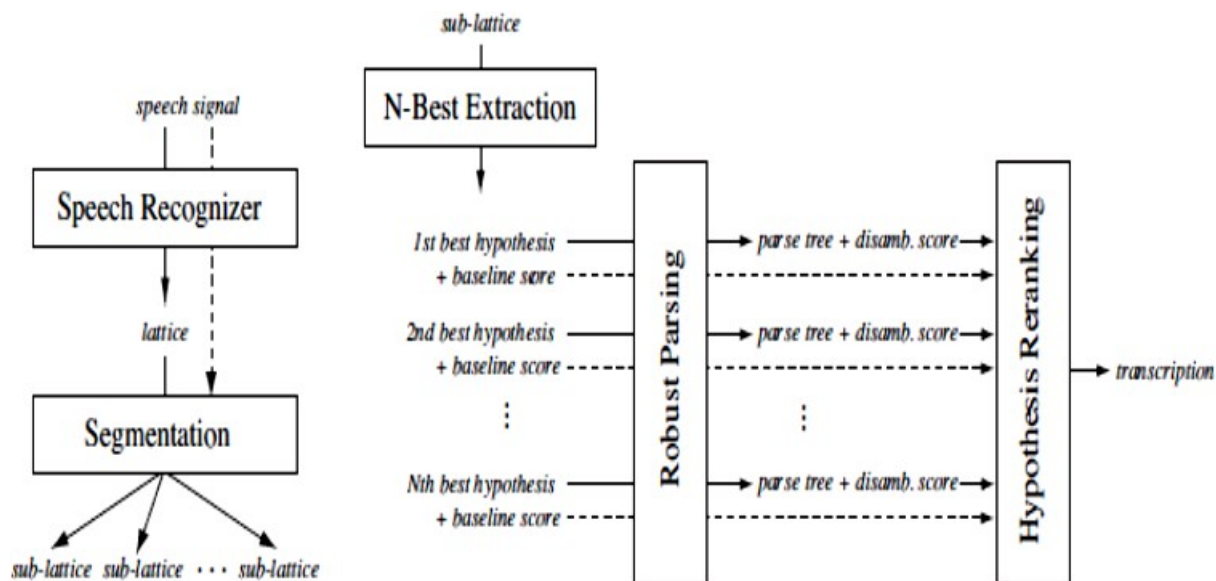 speech signal
Speech Recognizer
lattice
Segmentation
sub-lattice sub-lattice ··· sub-lattice
sub-lattice
N-Best Extraction
1st best hypothesis
+ baseline score
2nd best hypothesis
+ baseline score
⋮
Nth best hypothesis
+ baseline score
Robust Parsing
parse tree + disamb. score
parse tree + disamb. score
⋮
parse tree + disamb. score
Hypothesis Reranking
transcription